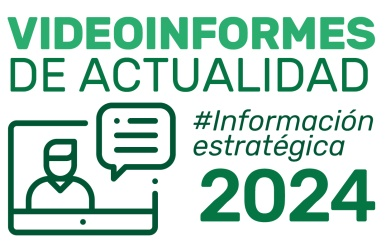 VIDEOINFORMES
DE ACTUALIDAD
#Información
estratégica
2024